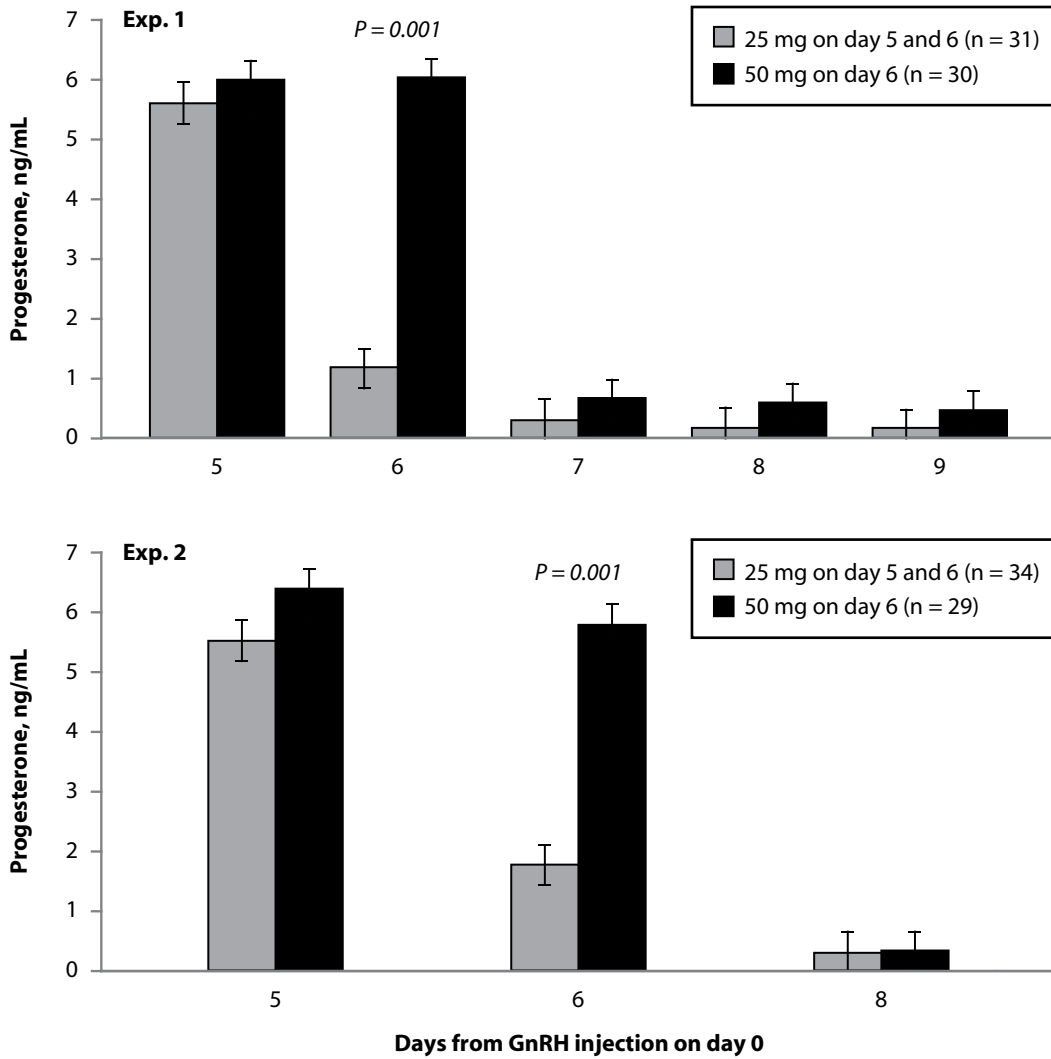 Exp. 1
P = 0.001
25 mg on day 5 and 6 (n = 31)
50 mg on day 6 (n = 30)
Progesterone, ng/mL
7
6
5
4
3
2
1
0
5 6 7 8 9
Exp. 2
P = 0.001
25 mg on day 5 and 6 (n = 34)
50 mg on day 6 (n = 29)
Progesterone, ng/mL
7
6
5
4
3
2
1
0
5 6 8
Days from GnRH injection on day 0